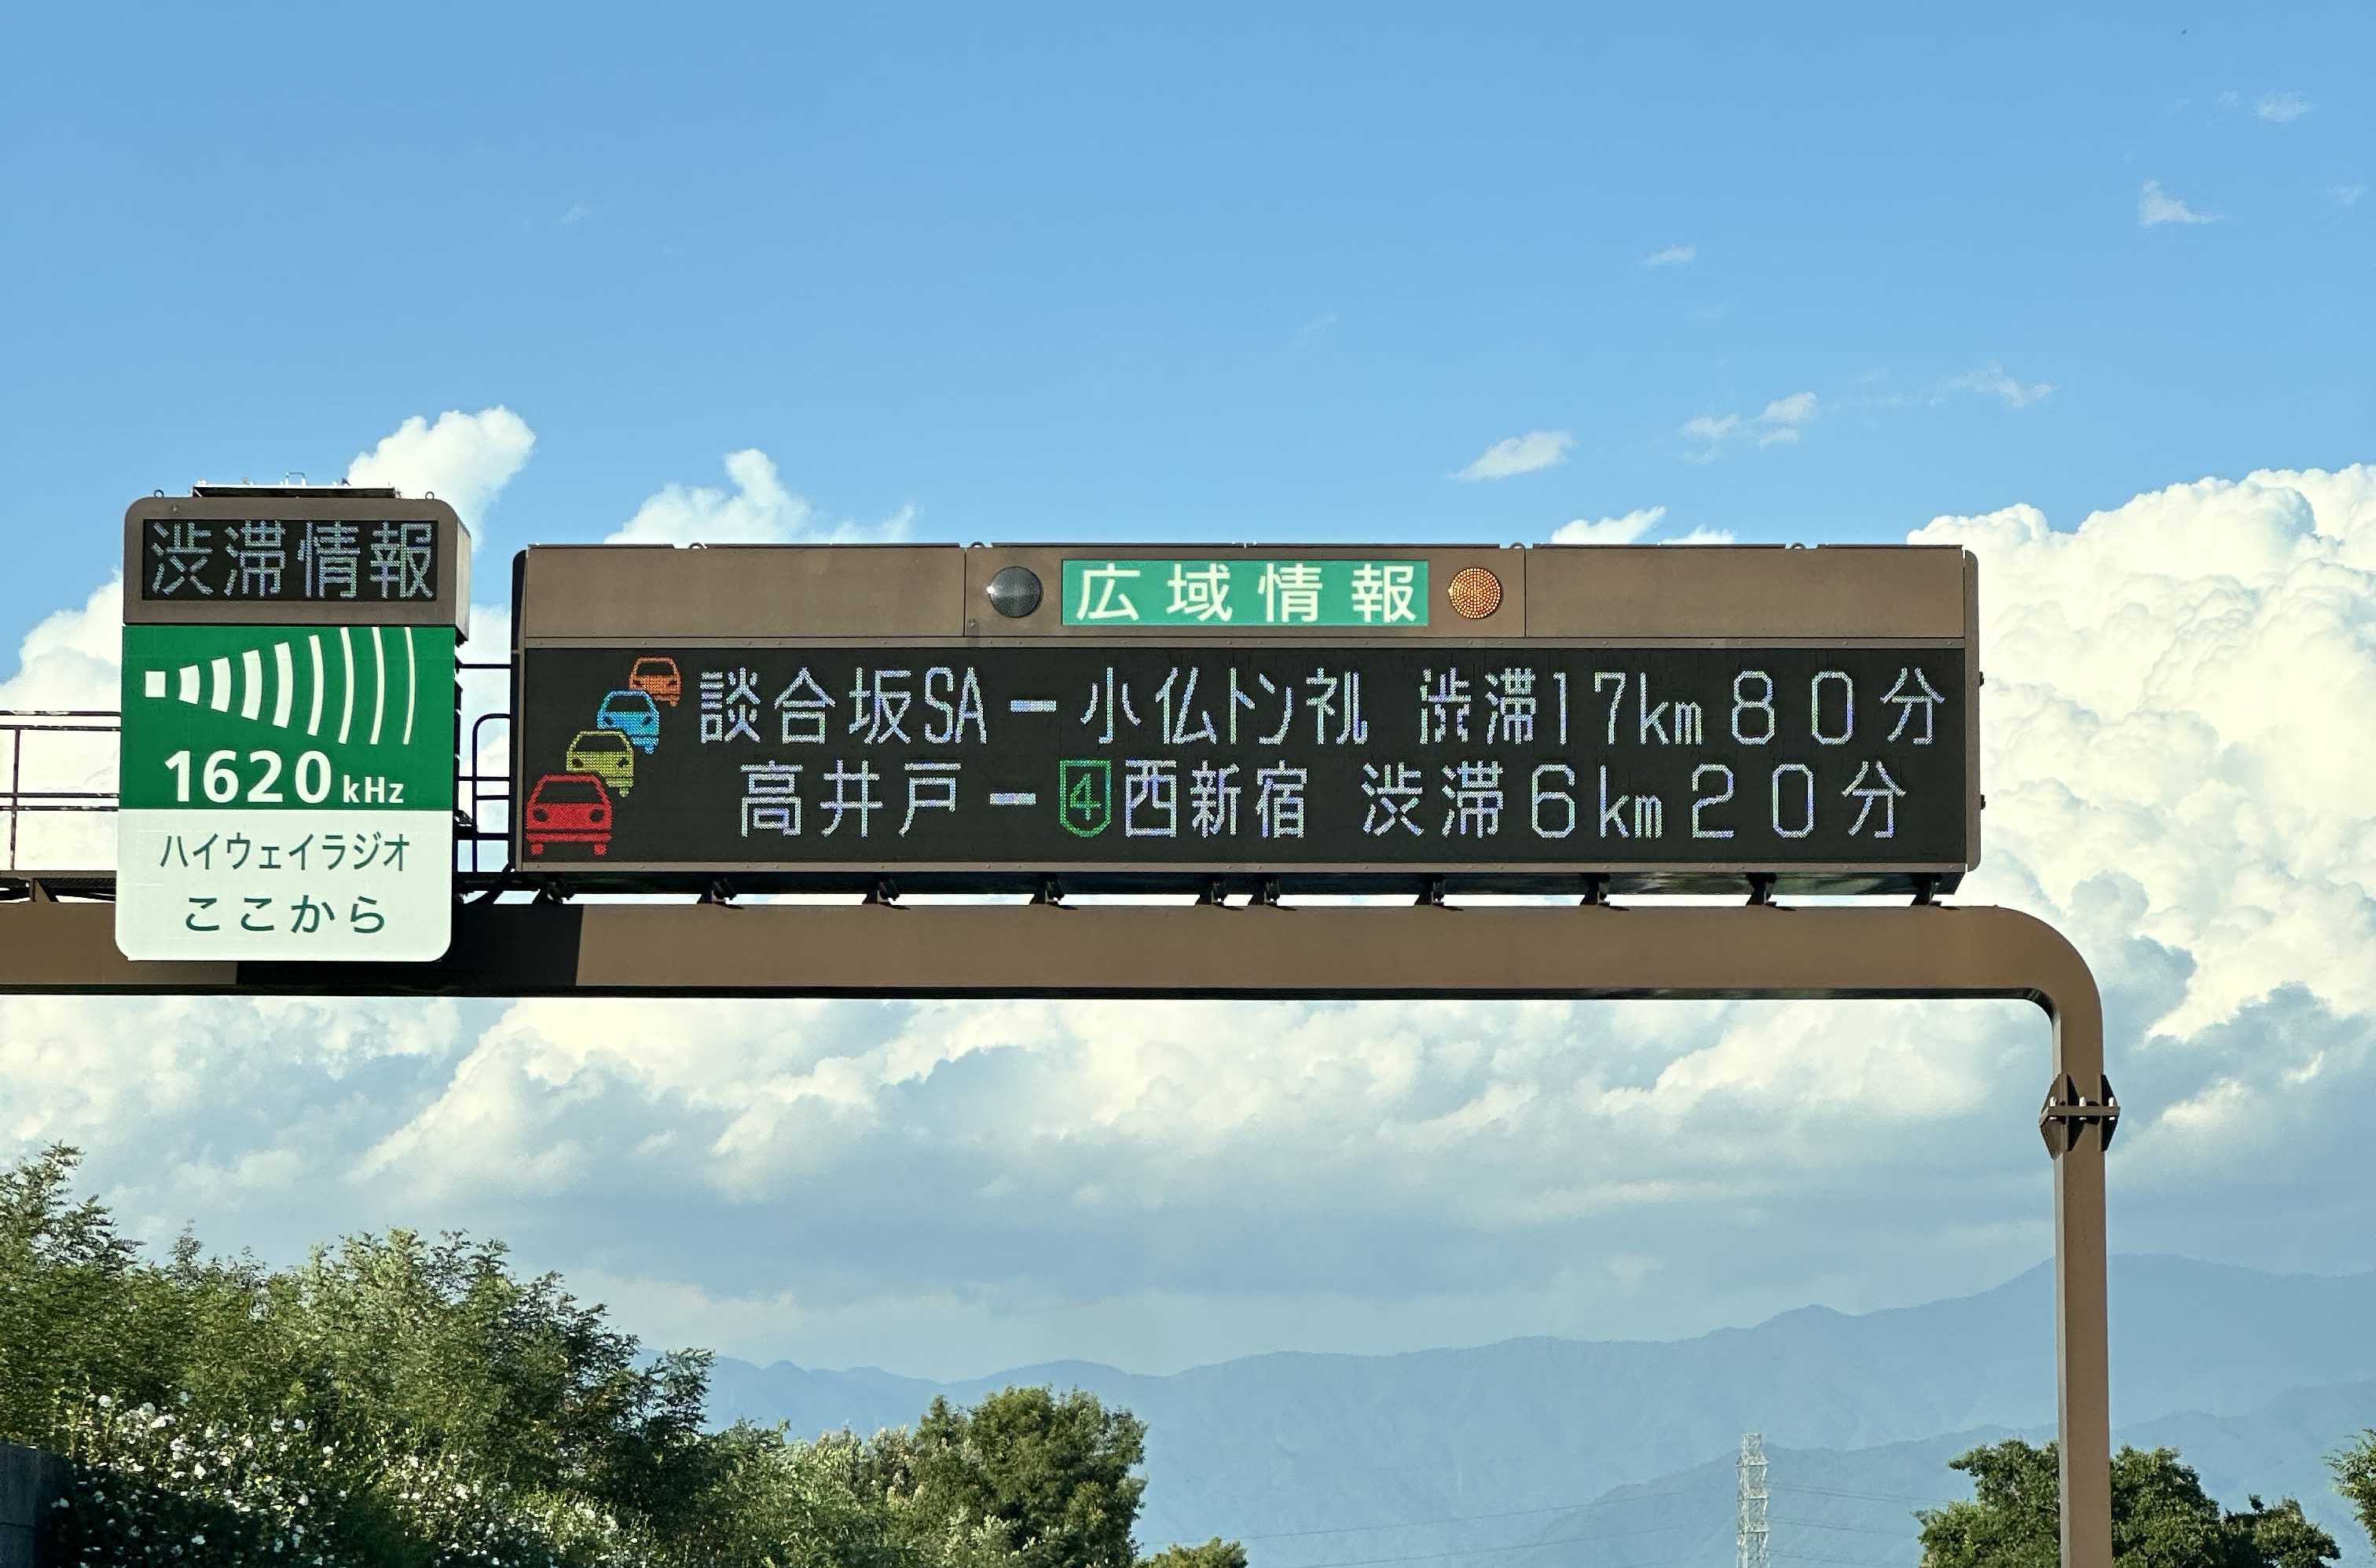 渋滞情報
1620kHz
ハイウェイラジオ
ここから
広域情報
談合坂SAー小仏トンネル 渋滞17km80分
高井戸ー4西新宿 渋滞6km20分